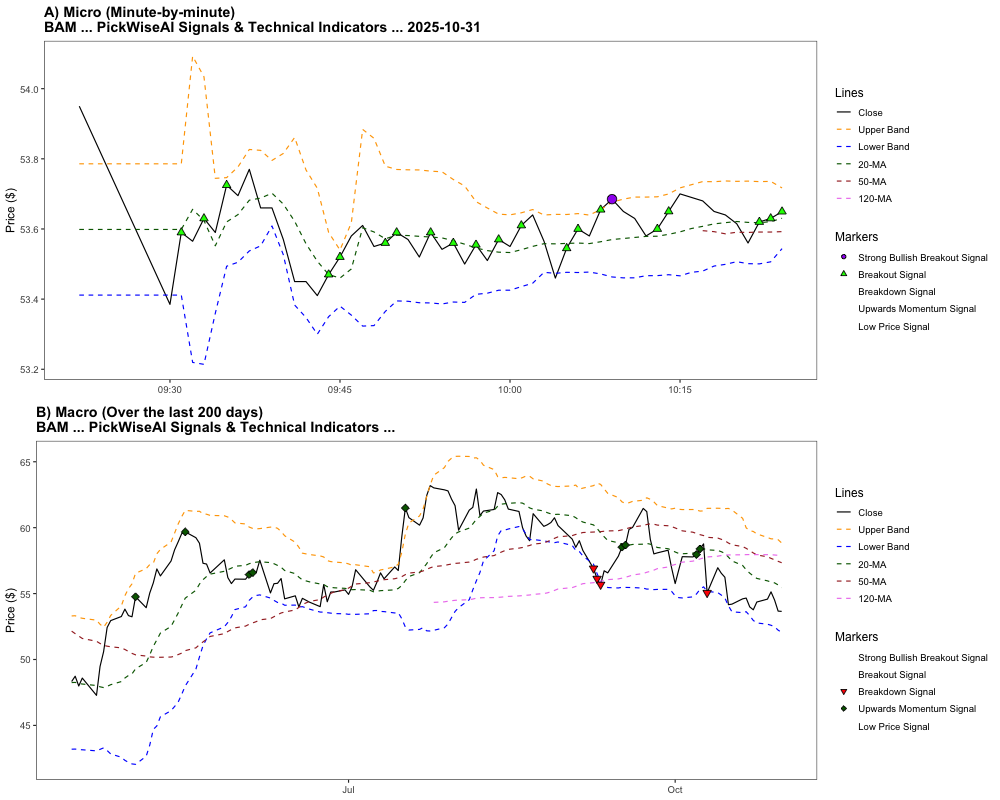 A) Micro (Minute-by-minute)
BAM ... PickWiseAI Signals & Technical Indicators ... 2025-10-31
Price ($)
54.0
53.8
53.6
53.4
53.2
09:30
09:45
10:00
10:15
Lines
Close
Upper Band
Lower Band
20-MA
50-MA
120-MA
Markers
Strong Bullish Breakout Signal
Breakout Signal
Breakdown Signal
Upwards Momentum Signal
Low Price Signal
B) Macro (Over the last 200 days)
BAM ... PickWiseAI Signals & Technical Indicators ...
Price ($)
65
60
55
50
45
Jul
Oct
Lines
Close
Upper Band
Lower Band
20-MA
50-MA
120-MA
Markers
Strong Bullish Breakout Signal
Breakout Signal
Breakdown Signal
Upwards Momentum Signal
Low Price Signal